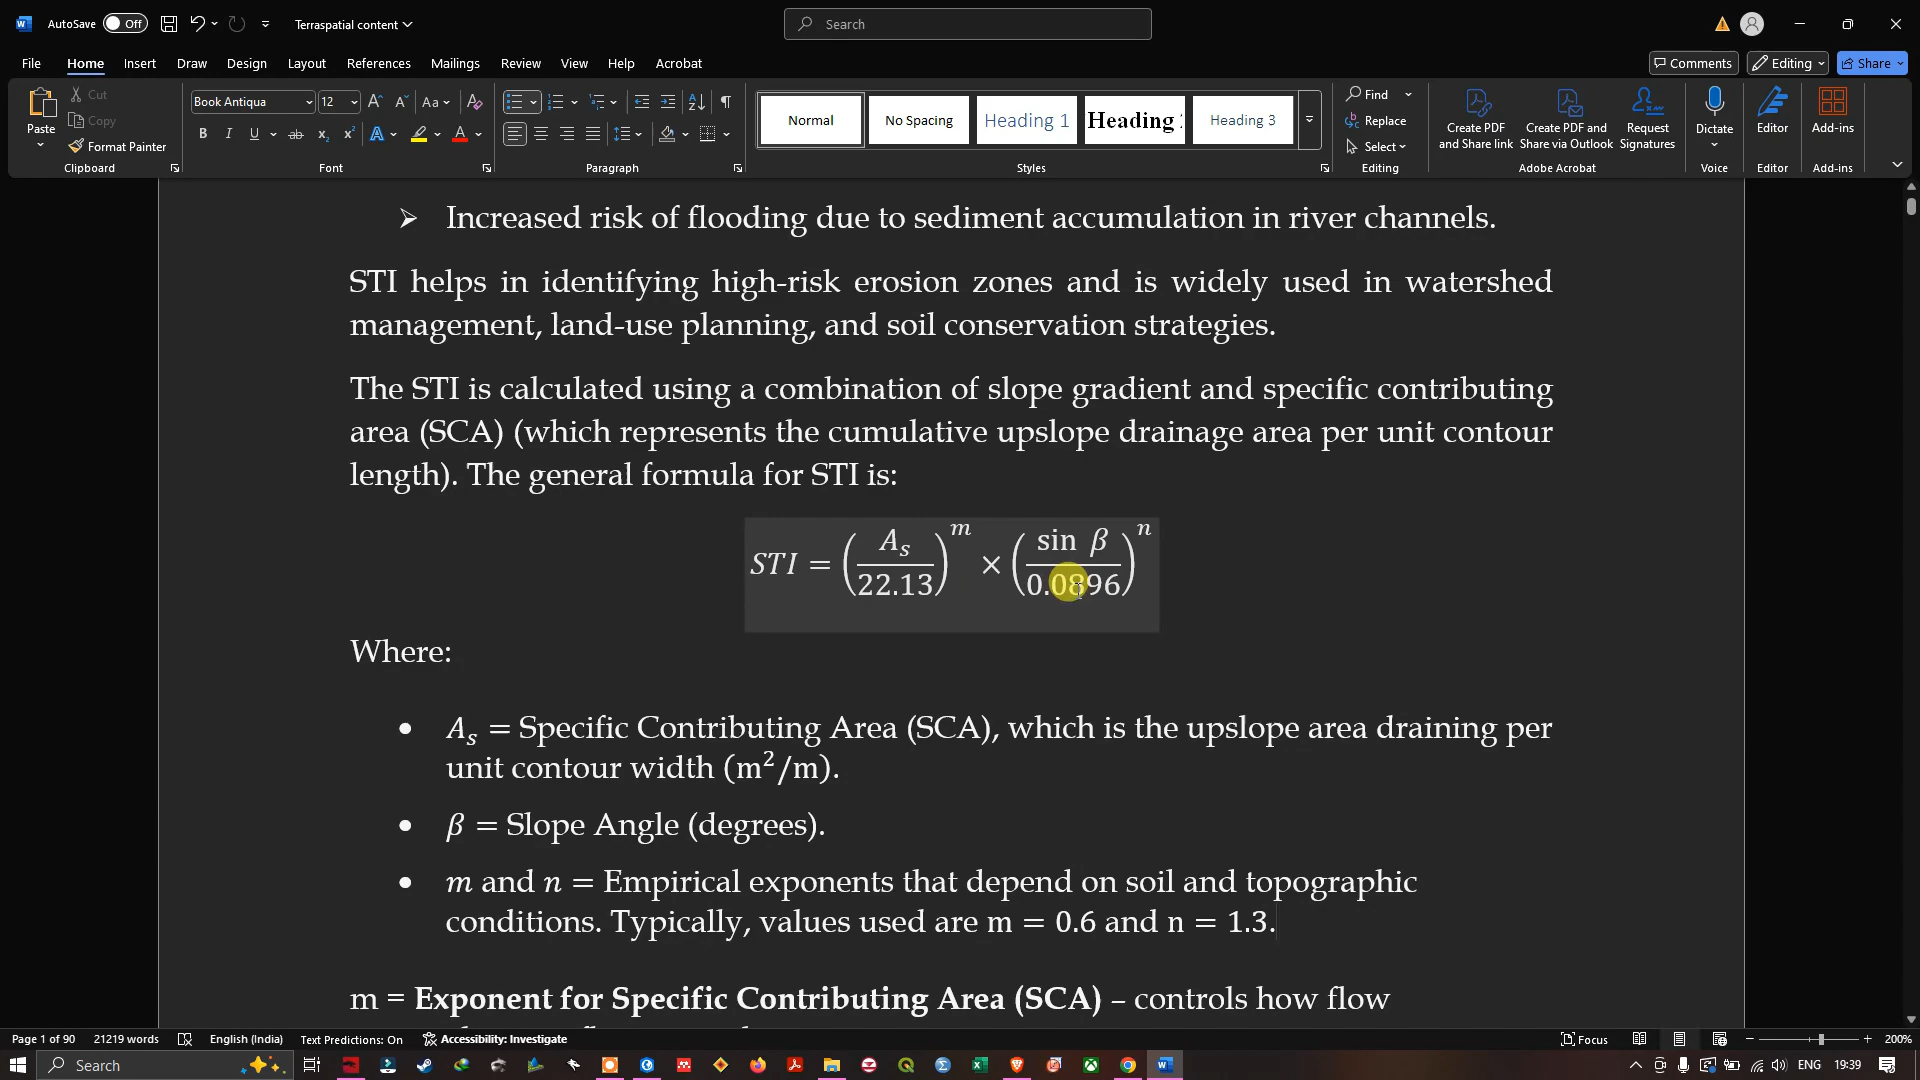 AutoSave Off Terraspatial content Search
File Home Insert Draw Design Layout References Mailings Review View Help Acrobat Comments Editing Share
Paste Cut Copy Format Painter Clipboard
Book Antiqua 12 Aa Font
Paragraph
Normal No Spacing Heading 1 Heading Heading 3 Styles
Find Replace Select Editing
Create PDF and Share link Create PDF and Share via Outlook Request Signatures Adobe Acrobat
Dictate Voice Editor Editor Add-ins Add-ins
➢ Increased risk of flooding due to sediment accumulation in river channels.
STI helps in identifying high-risk erosion zones and is widely used in watershed
management, land-use planning, and soil conservation strategies.
The STI is calculated using a combination of slope gradient and specific contributing
area (SCA) (which represents the cumulative upslope drainage area per unit contour
length). The general formula for STI is:
STI = (A_s / 22.13)^m × (sin β / 0.0896)^n
Where:
• A_s = Specific Contributing Area (SCA), which is the upslope area draining per
unit contour width (m²/m).
• β = Slope Angle (degrees).
• m and n = Empirical exponents that depend on soil and topographic
conditions. Typically, values used are m = 0.6 and n = 1.3.
m = Exponent for Specific Contributing Area (SCA) – controls how flow
Page 1 of 90 21219 words English (India) Text Predictions: On Accessibility: Investigate Focus 200%
Search ENG 19:39